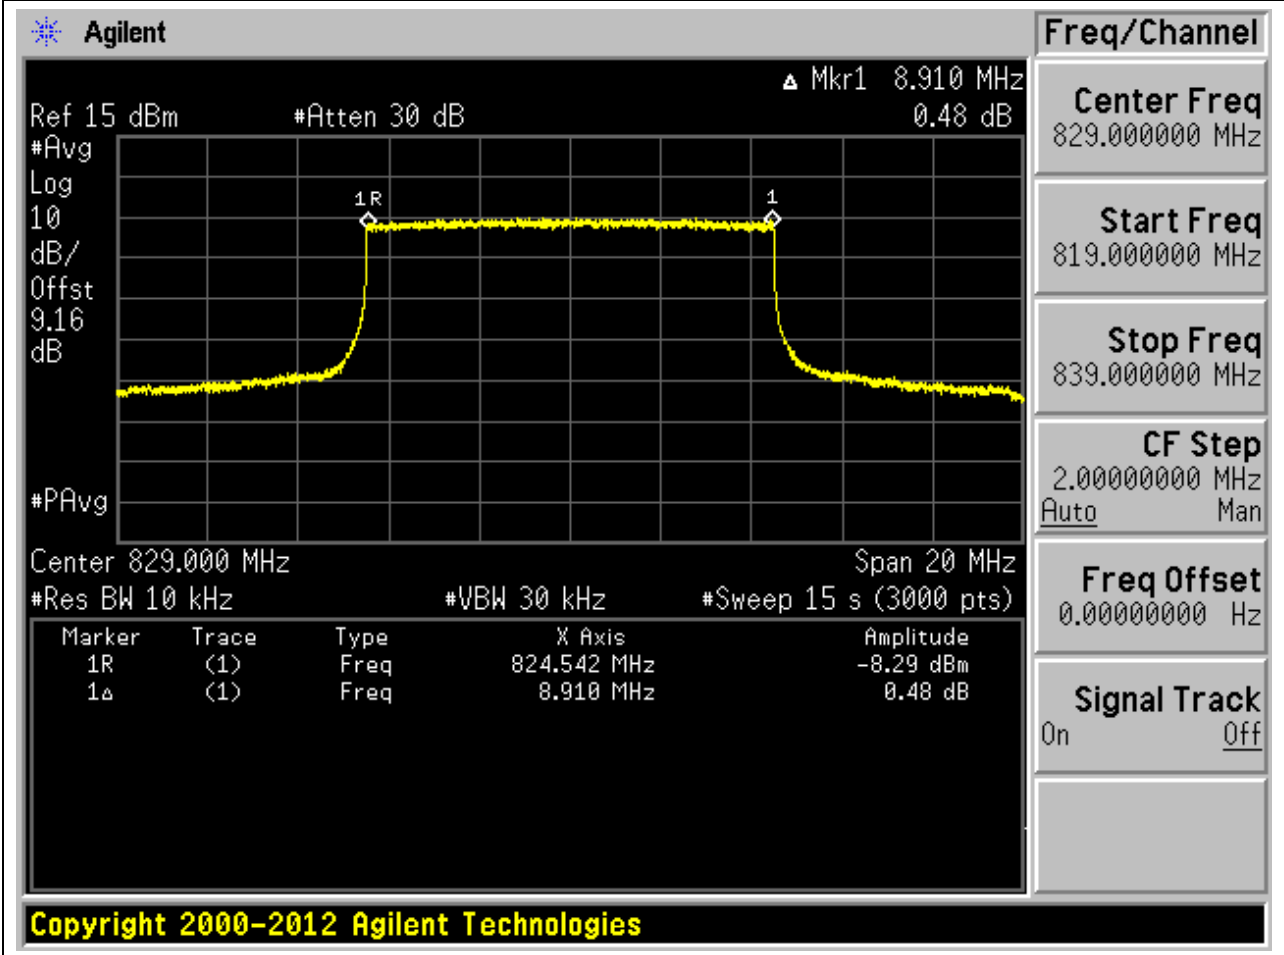 Agilent
Freq/Channel
Δ Mkr1 8.910 MHz
Ref 15 dBm #Atten 30 dB 0.48 dB
#Avg
Log
10
dB/
Offst
9.16
dB
1R
1
#PAvg
Center 829.000 MHz Span 20 MHz
#Res BW 10 kHz #VBW 30 kHz #Sweep 15 s (3000 pts)
Marker Trace Type X Axis Amplitude
1R (1) Freq 824.542 MHz -8.29 dBm
1Δ (1) Freq 8.910 MHz 0.48 dB
Center Freq
829.000000 MHz
Start Freq
819.000000 MHz
Stop Freq
839.000000 MHz
CF Step
2.00000000 MHz
Auto Man
Freq Offset
0.00000000 Hz
Signal Track
On Off
Copyright 2000-2012 Agilent Technologies